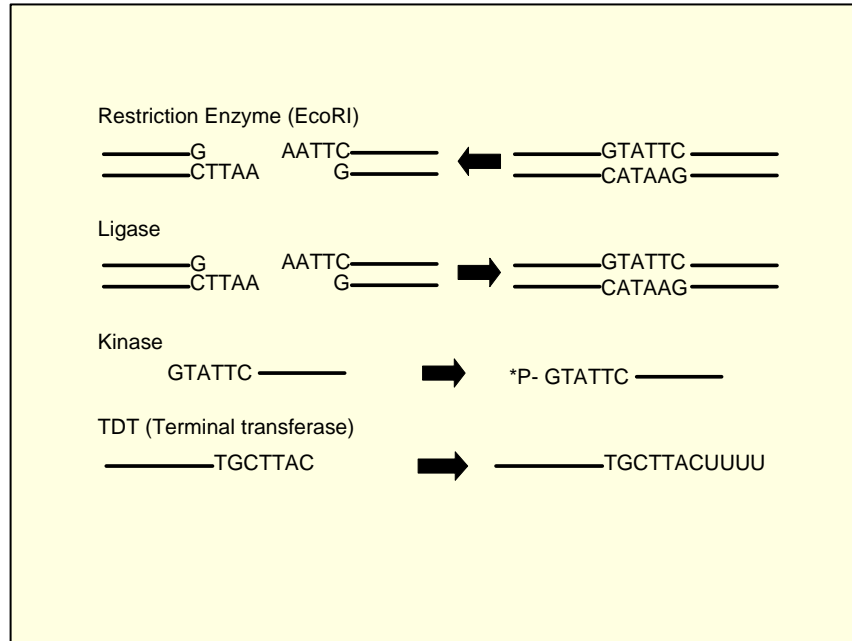 Restriction Enzyme (EcoRI)
G AATTC GTATTC
CTTAA G CATAAG
Ligase
G AATTC GTATTC
CTTAA G CATAAG
Kinase
GTATTC *P- GTATTC
TDT (Terminal transferase)
TGCTTAC TGCTTACUUUU